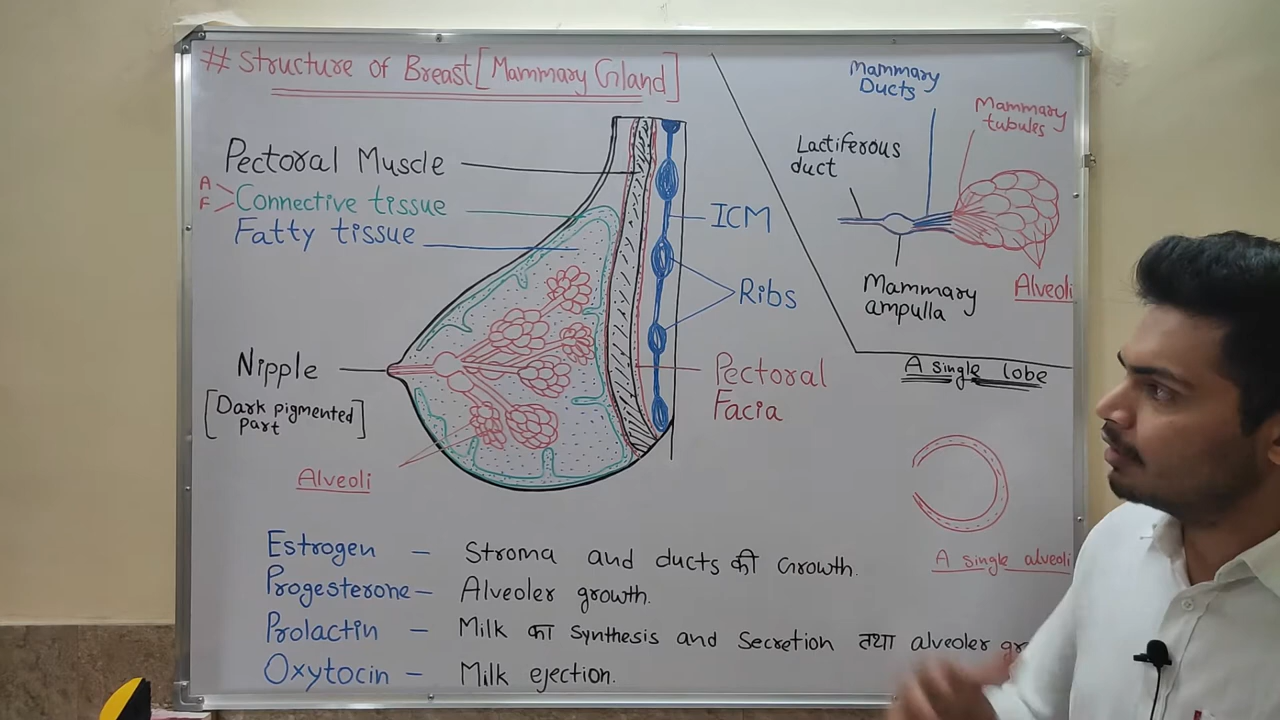 # Structure of Breast [Mammary Gland]
Pectoral Muscle
A
F
Connective tissue
Fatty tissue
Nipple
[Dark pigmented
Part]
Alveoli
ICM
Ribs
Pectoral
Facia
Mammary
Ducts
Mammary
tubules
Lactiferous
duct
Mammary
ampulla
Alveoli
A single lobe
A single alveoli
Estrogen – Stroma and ducts की Growth.
Progesterone – Alveoler growth.
Prolactin – Milk का Synthesis and Secretion तथा alveoler
Oxytocin – Milk ejection.